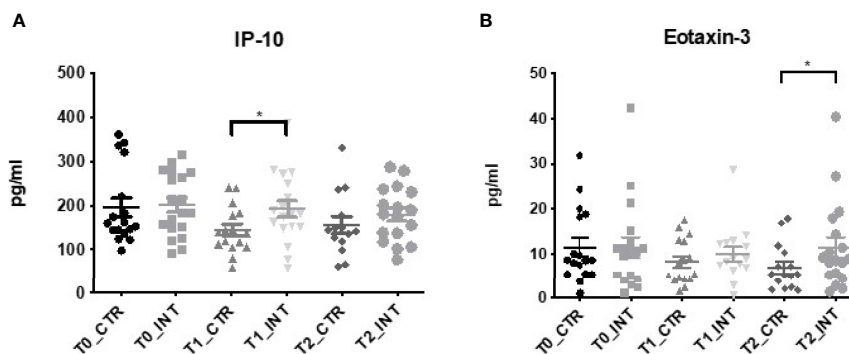 A
IP-10
500
400
300
200
100
0
pg/ml
*
T0_CTR
T0_INT
T1_CTR
T1_INT
T2_CTR
T2_INT
B
Eotaxin-3
50
40
30
20
10
0
pg/ml
*
T0_CTR
T0_INT
T1_CTR
T1_INT
T2_CTR
T2_INT